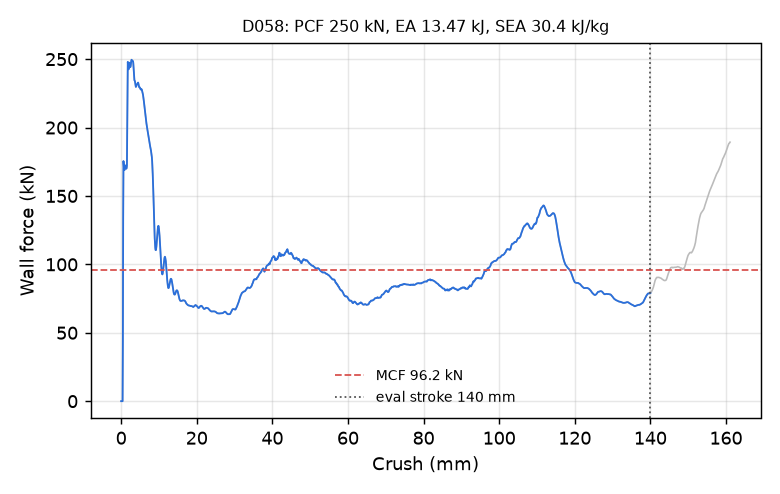 D058: PCF 250 kN, EA 13.47 kJ, SEA 30.4 kJ/kg
Wall force (kN)
250
200
150
100
50
0
MCF 96.2 kN
eval stroke 140 mm
0 20 40 60 80 100 120 140 160
Crush (mm)